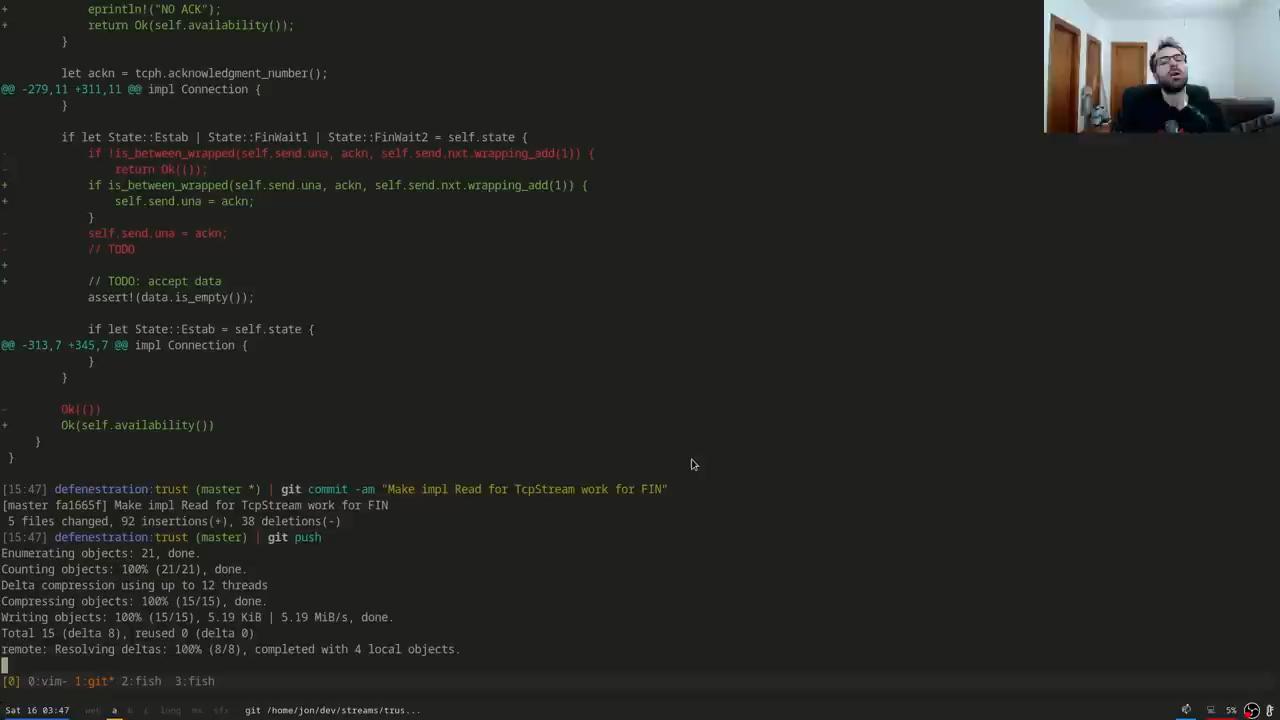 +            eprintln!("NO ACK");
+            return Ok(self.availability());
         }
         let ackn = tcph.acknowledgment_number();
@@ -279,11 +311,11 @@ impl Connection {
         }
         if let State::Estab | State::FinWait1 | State::FinWait2 = self.state {
-            if !is_between_wrapped(self.send.una, ackn, self.send.nxt.wrapping_add(1)) {
-                return Ok(());
+            if is_between_wrapped(self.send.una, ackn, self.send.nxt.wrapping_add(1)) {
+                self.send.una = ackn;
             }
-            self.send.una = ackn;
-            // TODO
+
+            // TODO: accept data
             assert!(data.is_empty());
             if let State::Estab = self.state {
@@ -313,7 +345,7 @@ impl Connection {
             }
         }
-        Ok(())
+        Ok(self.availability())
     }
 }
[15:47] defenestration:trust (master *) | git commit -am "Make impl Read for TcpStream work for FIN"
[master fa1665f] Make impl Read for TcpStream work for FIN
 5 files changed, 92 insertions(+), 38 deletions(-)
[15:47] defenestration:trust (master) | git push
Enumerating objects: 21, done.
Counting objects: 100% (21/21), done.
Delta compression using up to 12 threads
Compressing objects: 100% (15/15), done.
Writing objects: 100% (15/15), 5.19 KiB | 5.19 MiB/s, done.
Total 15 (delta 8), reused 0 (delta 0)
remote: Resolving deltas: 100% (8/8), completed with 4 local objects.
[0] 0:vim- 1:git* 2:fish 3:fish
Sat 16 03:47 web a git /home/jon/dev/streams/trus... 5%